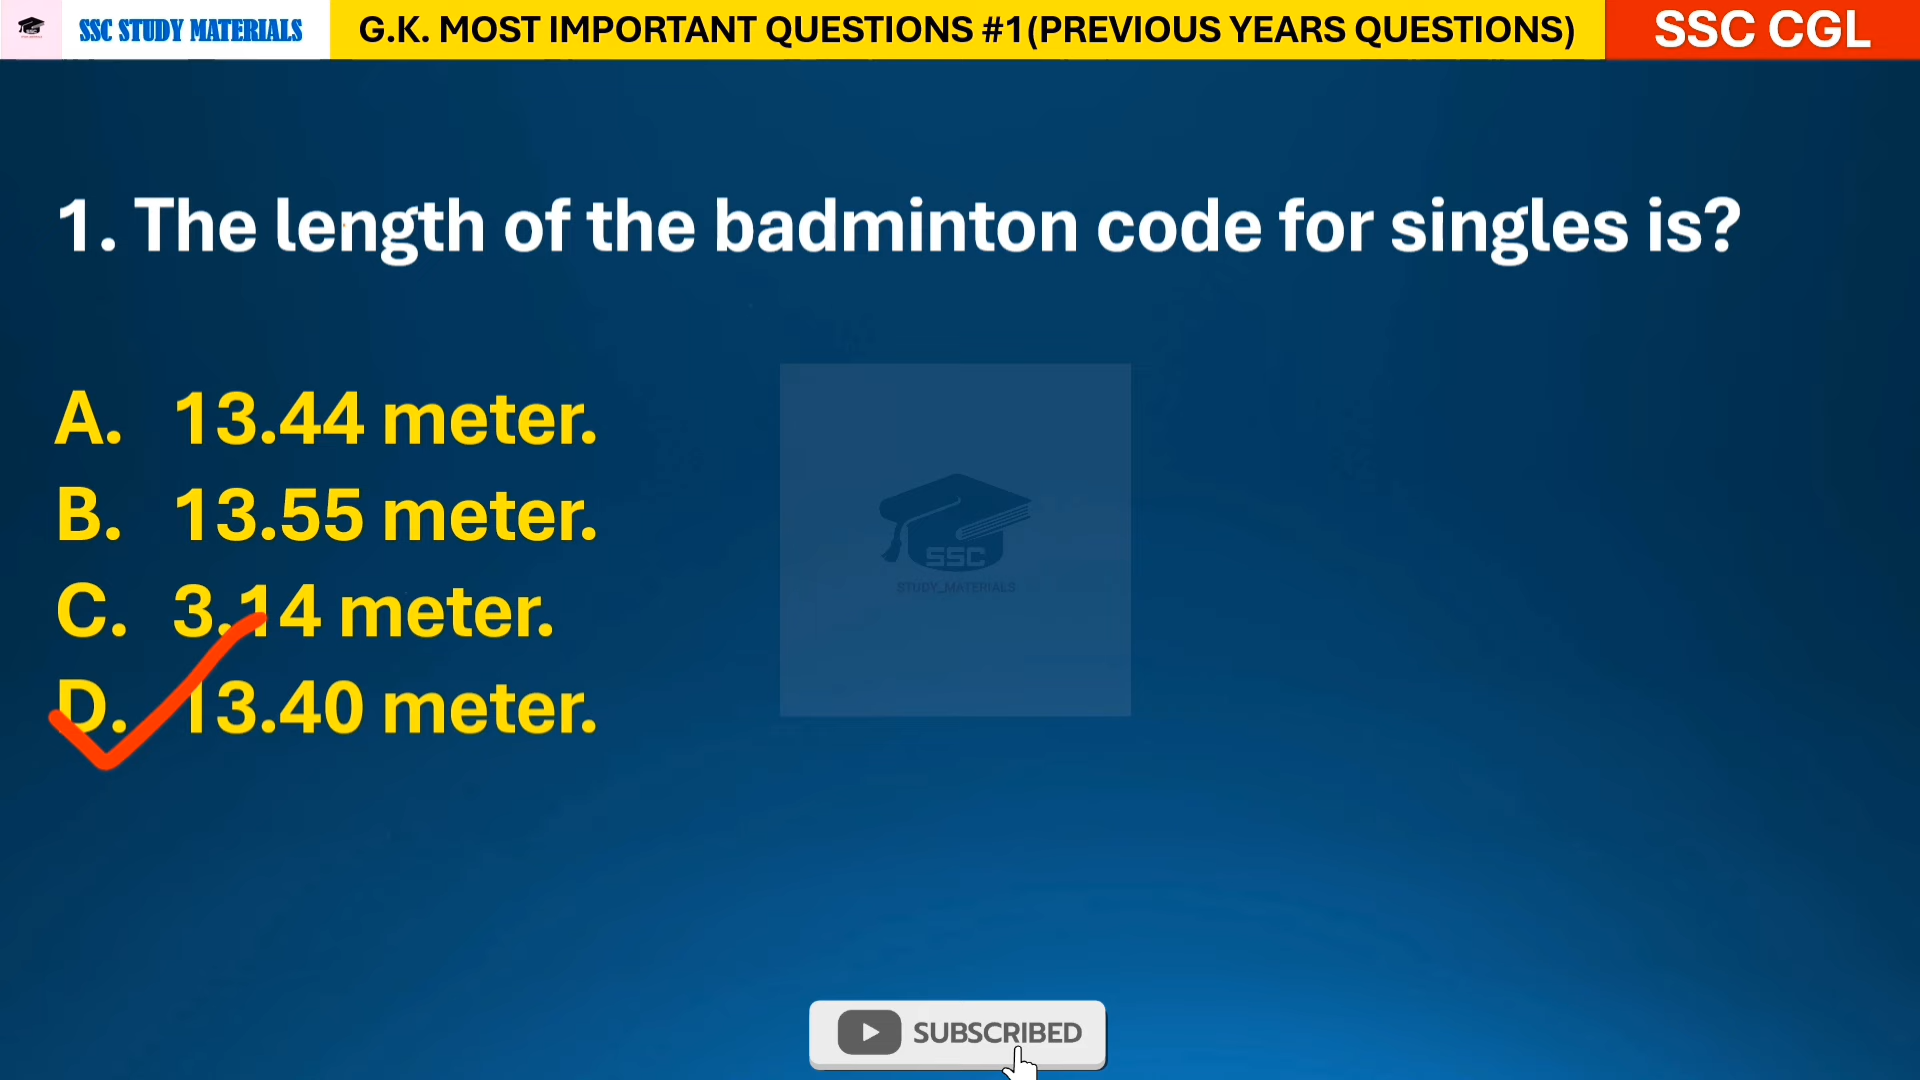 SSC STUDY MATERIALS
G.K. MOST IMPORTANT QUESTIONS #1(PREVIOUS YEARS QUESTIONS)
SSC CGL
1. The length of the badminton code for singles is?
A. 13.44 meter.
B. 13.55 meter.
C. 3.14 meter.
D. 13.40 meter.
SSC
STUDY_MATERIALS
SUBSCRIBED